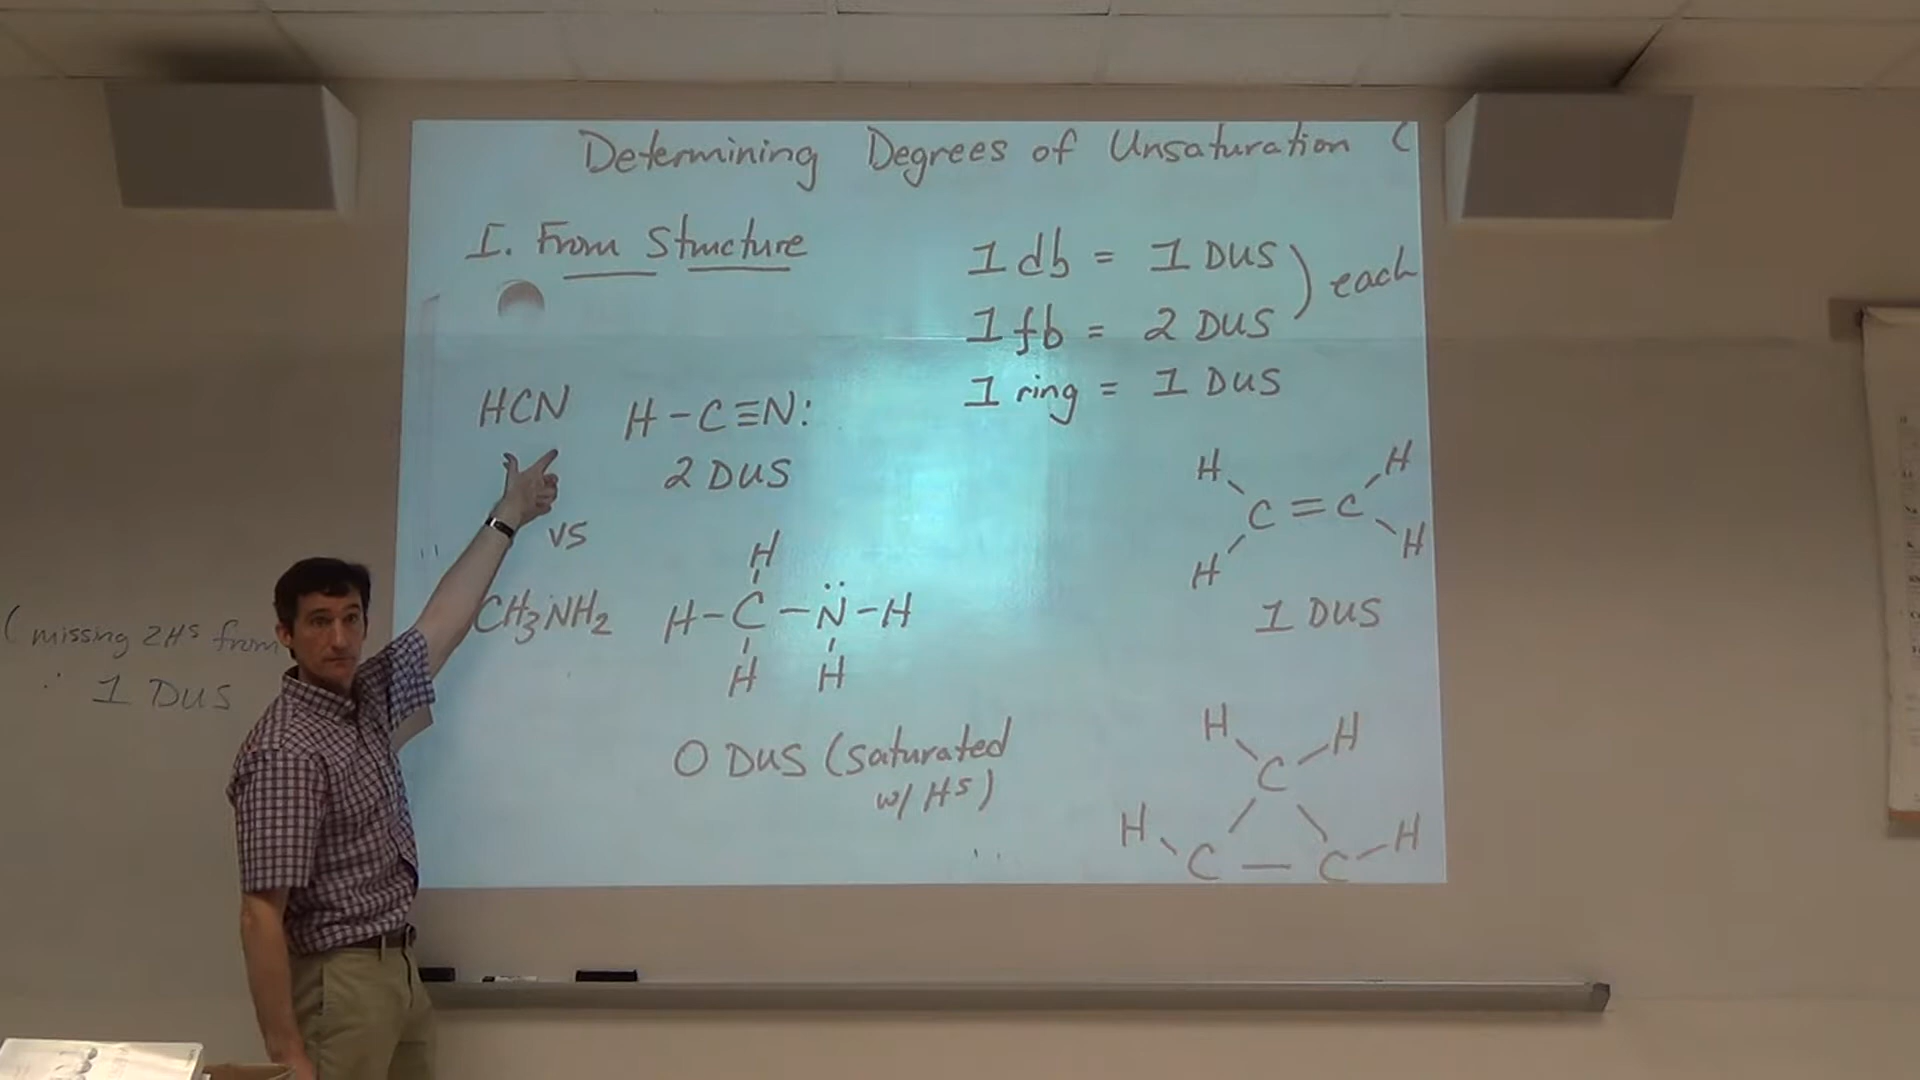 Determining Degrees of Unsaturation (
I. From Structure
1 db = 1 DUS
1 tb = 2 DUS
) each
1 ring = 1 DUS
HCN H-C≡N:
2 DUS
vs
CH3NH2
H
H-C-N-H
H H
0 DUS (saturated
w/ Hs)
H H
C=C
H H
1 DUS
H H
C
H H
C-C
(missing 2Hs from
∴ 1 DUS